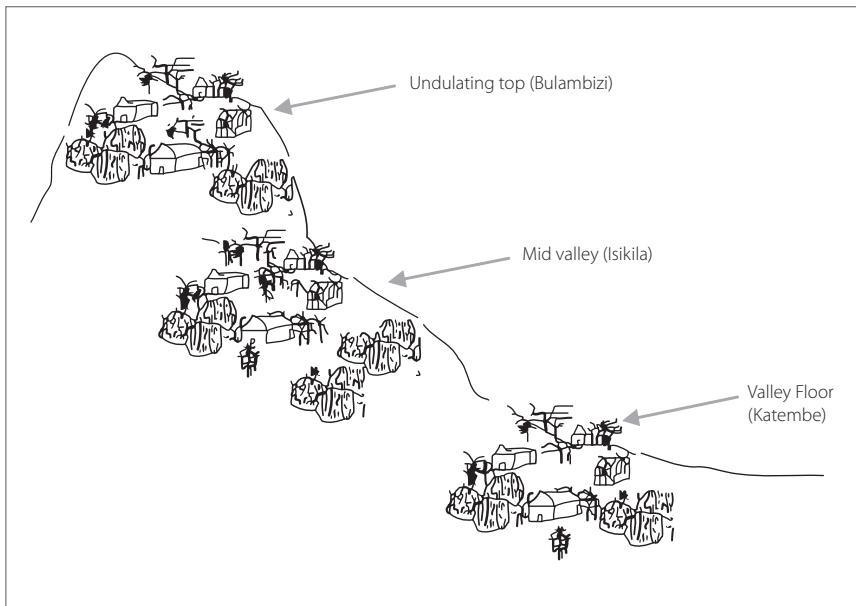 Undulating top (Bulambizi)
Mid valley (Isikila)
Valley Floor
(Katembe)